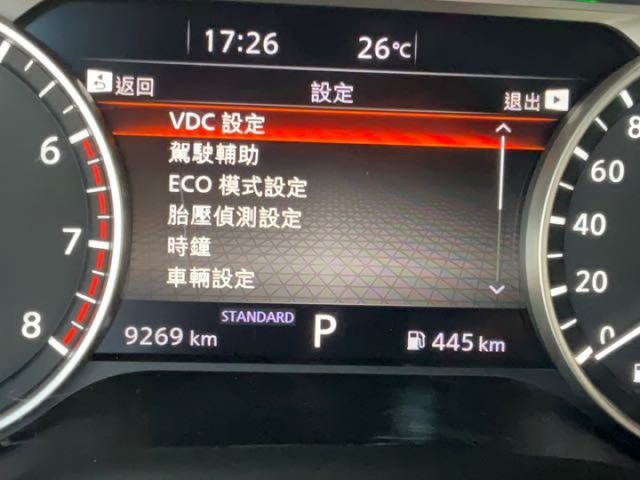 17:26 26°C
返回 設定 退出
VDC 設定
駕駛輔助
ECO 模式設定
胎壓偵測設定
時鐘
車輛設定
STANDARD
9269 km P 445 km
6
7
8
60
40
20
0